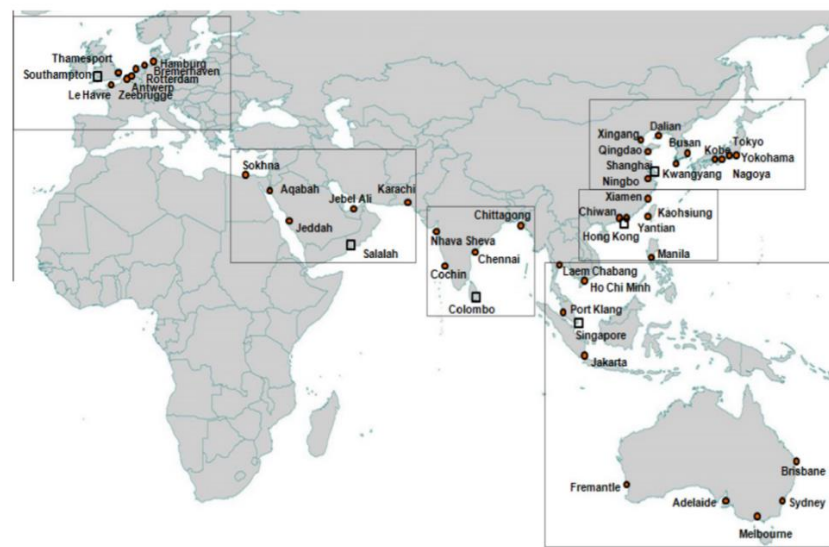 Thamesport
Hamburg
Southampton
Bremerhaven
Rotterdam
Antwerp
Le Havre
Zeebrugge
Sokhna
Aqabah
Jeddah
Jebel Ali
Karachi
Salalah
Chittagong
Nhava Sheva
Chennai
Cochin
Colombo
Xingang
Dalian
Qingdao
Busan
Kobe
Tokyo
Yokohama
Shanghai
Kwangyang
Nagoya
Ningbo
Xiamen
Chiwan
Kaohsiung
Yantian
Hong Kong
Manila
Laem Chabang
Ho Chi Minh
Port Klang
Singapore
Jakarta
Brisbane
Fremantle
Adelaide
Sydney
Melbourne